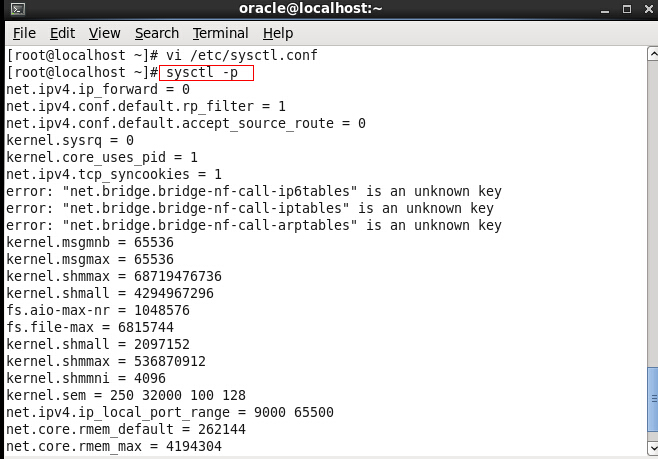 oracle@localhost:~
File Edit View Search Terminal Help
[root@localhost ~]# vi /etc/sysctl.conf
[root@localhost ~]# sysctl -p
net.ipv4.ip_forward = 0
net.ipv4.conf.default.rp_filter = 1
net.ipv4.conf.default.accept_source_route = 0
kernel.sysrq = 0
kernel.core_uses_pid = 1
net.ipv4.tcp_syncookies = 1
error: "net.bridge.bridge-nf-call-ip6tables" is an unknown key
error: "net.bridge.bridge-nf-call-iptables" is an unknown key
error: "net.bridge.bridge-nf-call-arptables" is an unknown key
kernel.msgmnb = 65536
kernel.msgmax = 65536
kernel.shmmax = 68719476736
kernel.shmall = 4294967296
fs.aio-max-nr = 1048576
fs.file-max = 6815744
kernel.shmall = 2097152
kernel.shmmax = 536870912
kernel.shmmni = 4096
kernel.sem = 250 32000 100 128
net.ipv4.ip_local_port_range = 9000 65500
net.core.rmem_default = 262144
net.core.rmem_max = 4194304